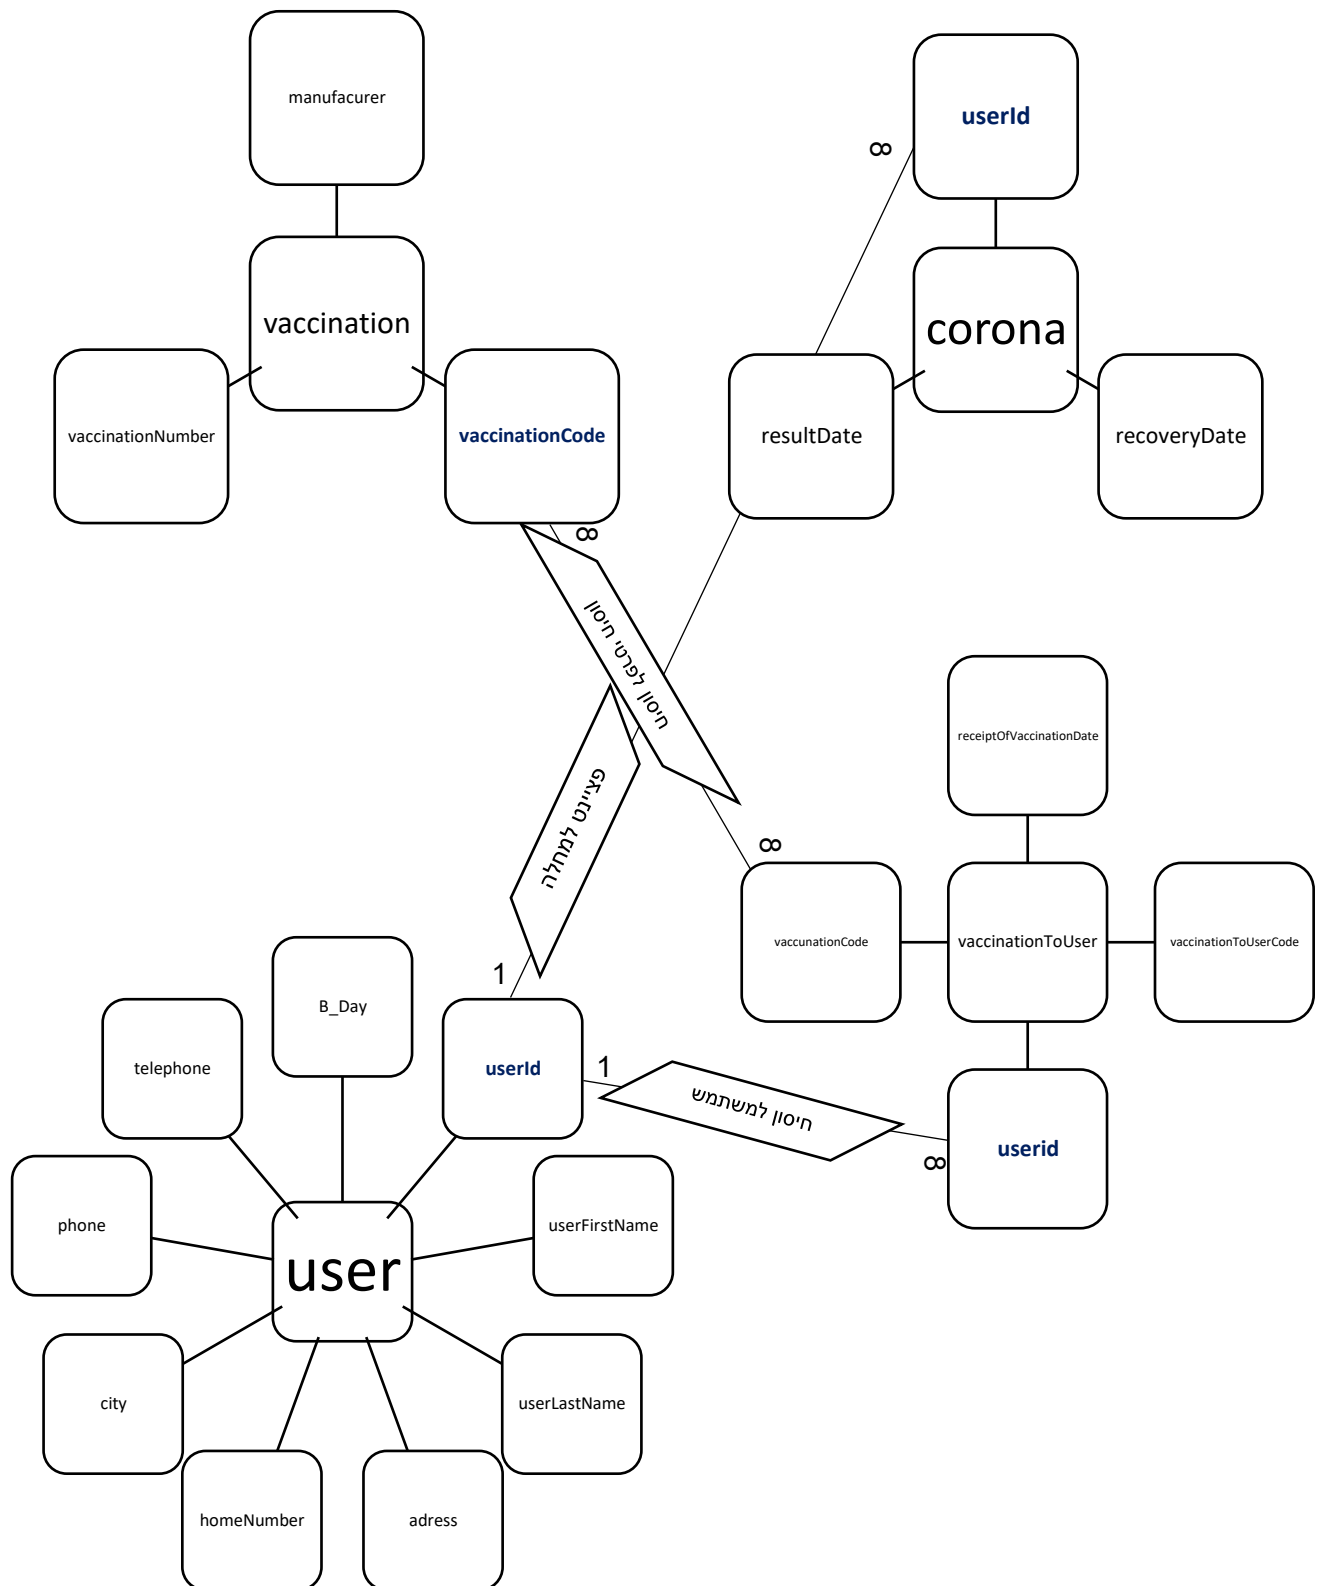 manufacurer
vaccination
vaccinationNumber
vaccinationCode
userId
corona
resultDate
recoveryDate
∞
∞
חיסון לפרטי חיסון
פציינט למחלה
∞
1
receiptOfVaccinationDate
vaccunationCode
vaccinationToUser
vaccinationToUserCode
userid
1
חיסון למשתמש
∞
B_Day
telephone
userId
phone
userFirstName
user
city
userLastName
homeNumber
adress